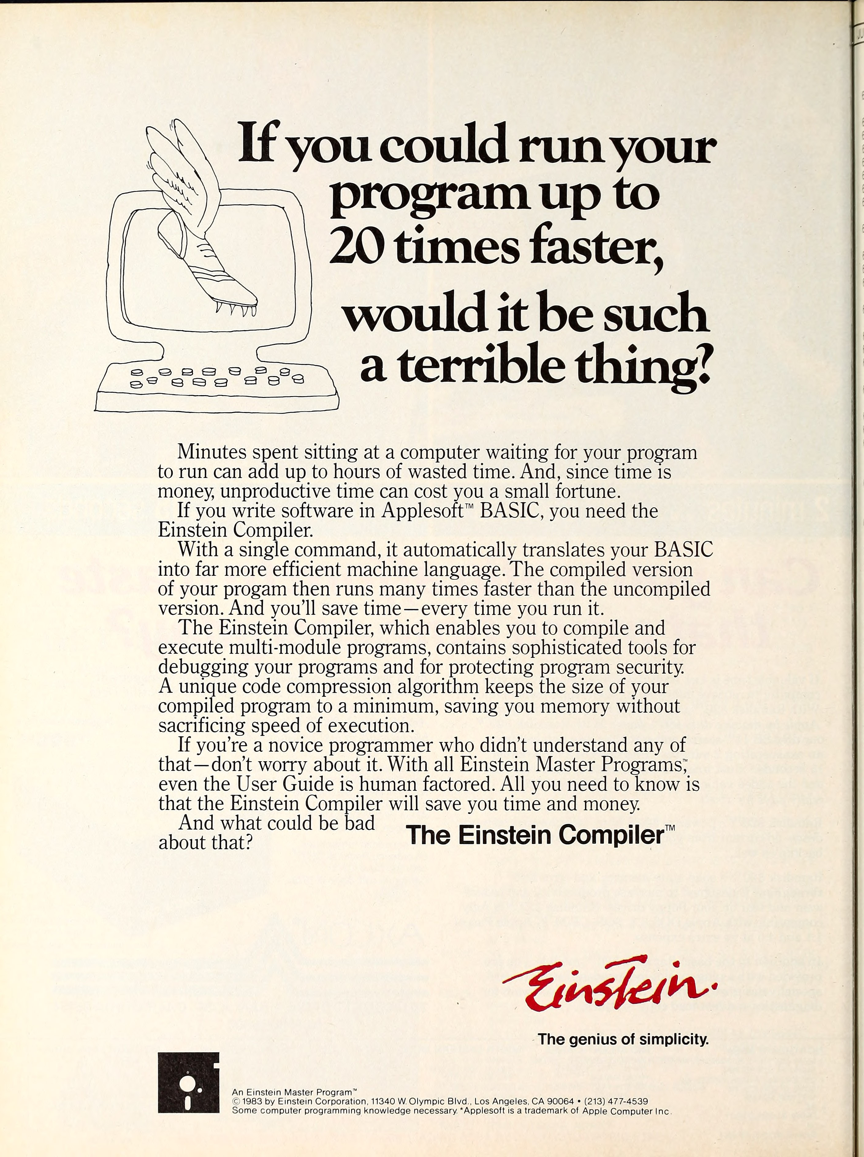 If you could run your
program up to
20 times faster,
would it be such
a terrible thing?
Minutes spent sitting at a computer waiting for your program
to run can add up to hours of wasted time. And, since time is
money, unproductive time can cost you a small fortune.
If you write software in Applesoft™ BASIC, you need the
Einstein Compiler.
With a single command, it automatically translates your BASIC
into far more efficient machine language. The compiled version
of your progam then runs many times faster than the uncompiled
version. And you'll save time—every time you run it.
The Einstein Compiler, which enables you to compile and
execute multi-module programs, contains sophisticated tools for
debugging your programs and for protecting program security.
A unique code compression algorithm keeps the size of your
compiled program to a minimum, saving you memory without
sacrificing speed of execution.
If you're a novice programmer who didn't understand any of
that—don't worry about it. With all Einstein Master Programs,™
even the User Guide is human factored. All you need to know is
that the Einstein Compiler will save you time and money.
And what could be bad
about that?
The Einstein Compiler™
Einstein.
The genius of simplicity.
An Einstein Master Program™
© 1983 by Einstein Corporation, 11340 W. Olympic Blvd., Los Angeles, CA 90064 • (213) 477-4539
Some computer programming knowledge necessary. *Applesoft is a trademark of Apple Computer Inc.